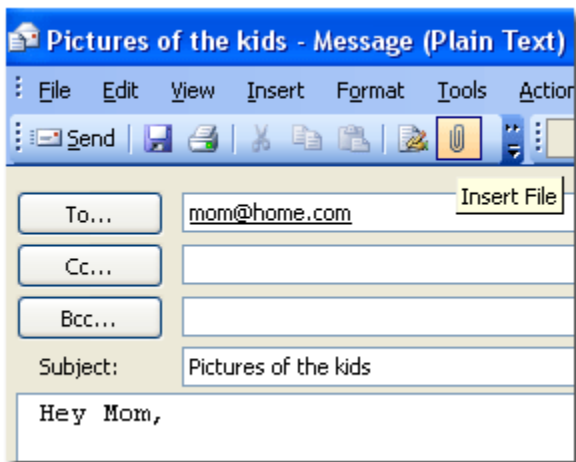 Pictures of the kids - Message (Plain Text)
File Edit View Insert Format Tools Action
Send
Insert File
To... mom@home.com
Cc...
Bcc...
Subject: Pictures of the kids
Hey Mom,